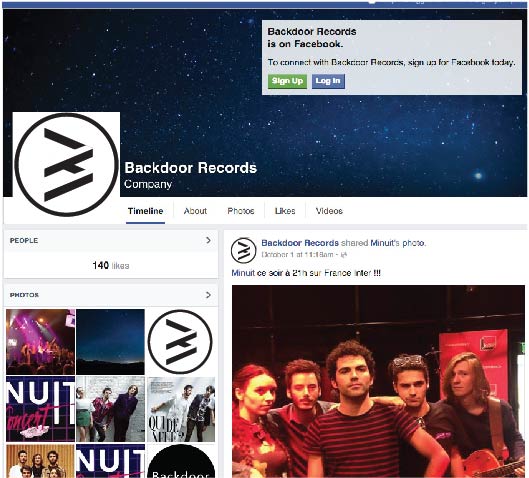 Backdoor Records
is on Facebook.
To connect with Backdoor Records, sign up for Facebook today.
Sign Up
Log In
Backdoor Records
Company
Timeline
About
Photos
Likes
Videos
PEOPLE
140 likes
PHOTOS
NUIT
Concert
QUI DE
NUIT ?
NUIT
Backdoor
Backdoor Records shared Minuit's photo.
October 1 at 11:16am
Minuit ce soir à 21h sur France Inter !!!